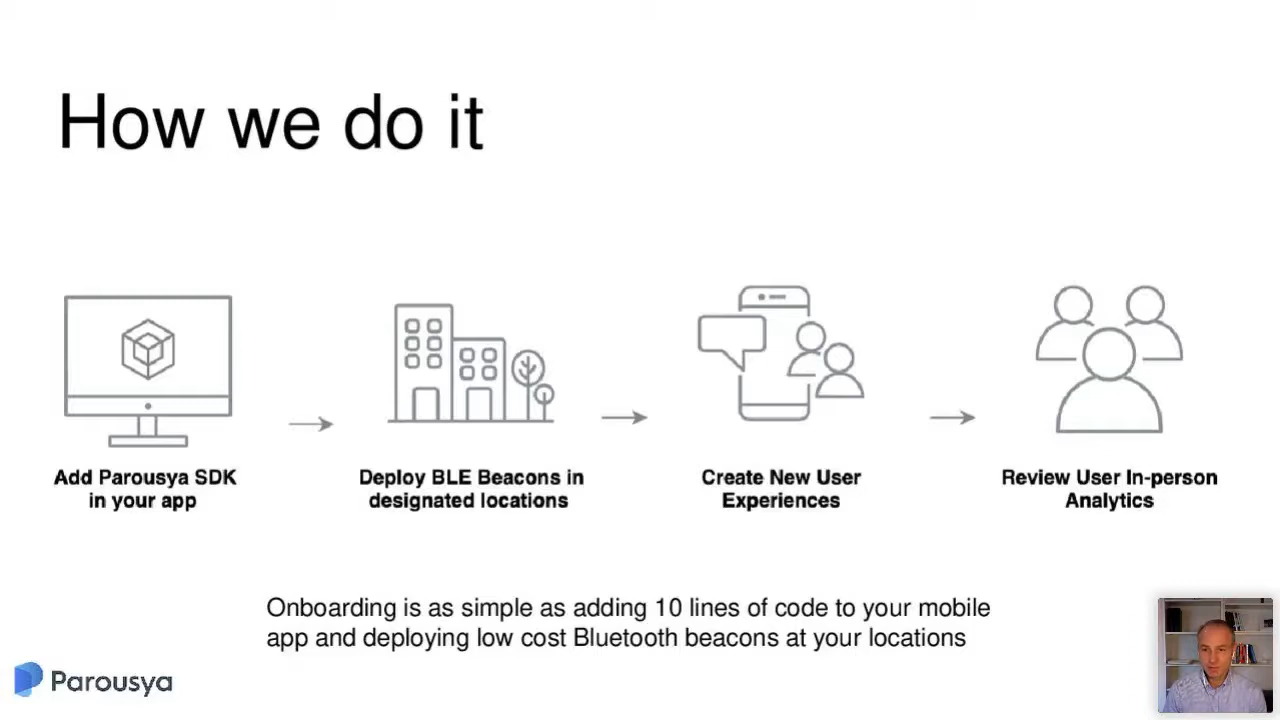 How we do it
Add Parousya SDK
in your app
Deploy BLE Beacons in
designated locations
Create New User
Experiences
Review User In-person
Analytics
Onboarding is as simple as adding 10 lines of code to your mobile
app and deploying low cost Bluetooth beacons at your locations
Parousya